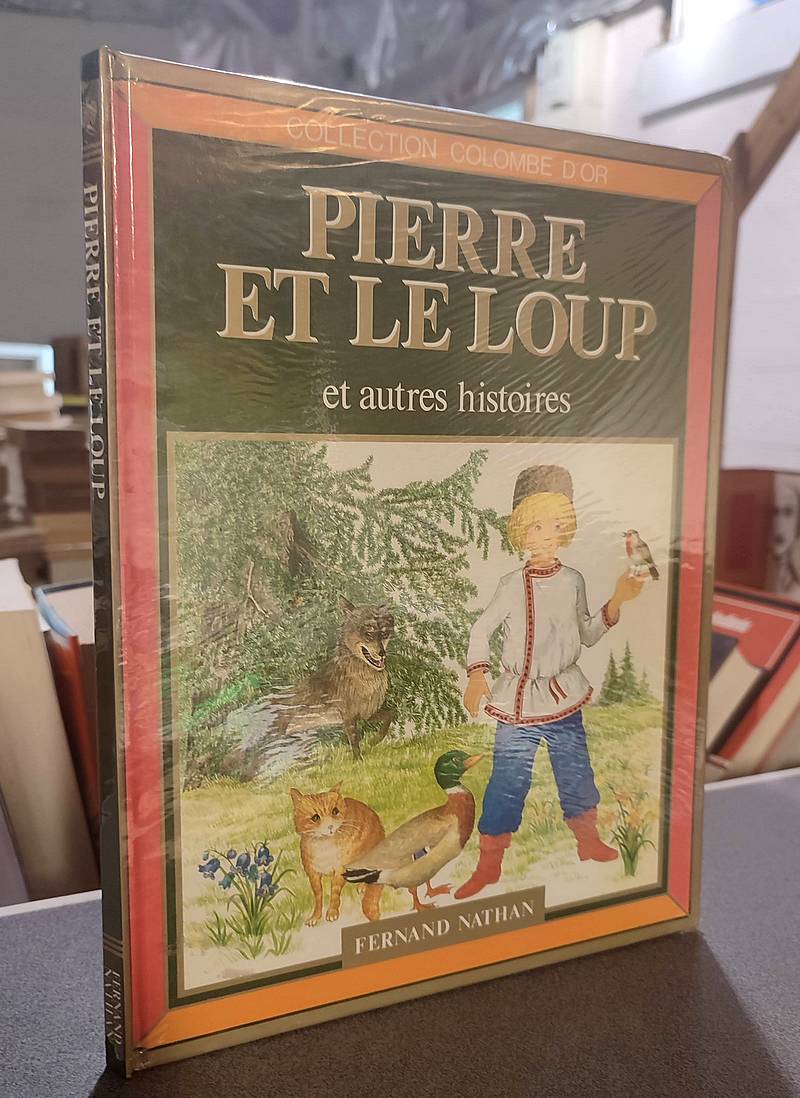 COLLECTION COLOMBE D'OR
PIERRE
ET LE LOUP
et autres histoires
FERNAND NATHAN
PIERRE ET LE LOUP
FERNAND
NATHAN